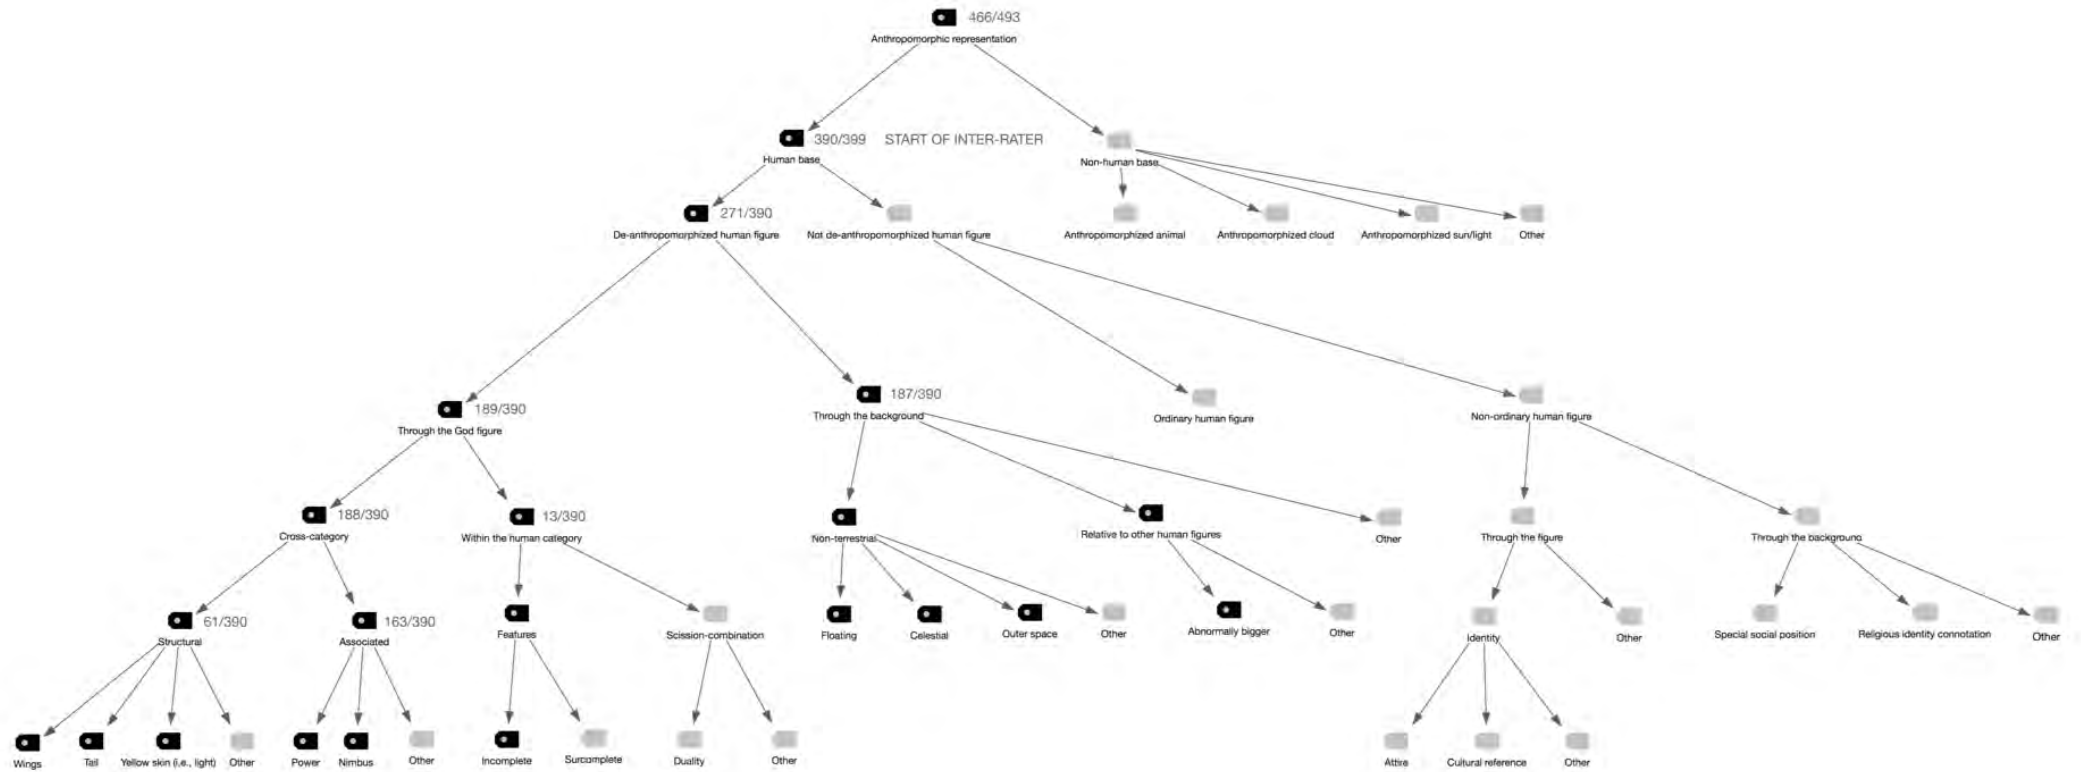 466/493
Anthropomorphic representation
390/399 START OF INTER-RATER
Human base
Non-human base
271/390
De-anthropomorphized human figure
Not de-anthropomorphized human figure
Anthropomorphized animal
Anthropomorphized cloud
Anthropomorphized sun/light
Other
189/390
Through the God figure
187/390
Through the background
Ordinary human figure
Non-ordinary human figure
188/390
Cross-category
13/390
Within the human category
Non-terrestrial
Relative to other human figures
Other
Through the figure
Through the background
61/390
Structural
163/390
Associated
Features
Scission-combination
Floating
Celestial
Outer space
Other
Abnormally bigger
Other
Identity
Other
Special social position
Religious identity connotation
Other
Wings
Tail
Yellow skin (i.e., light)
Other
Power
Nimbus
Other
Incomplete
Surcomplete
Duality
Other
Attire
Cultural reference
Other